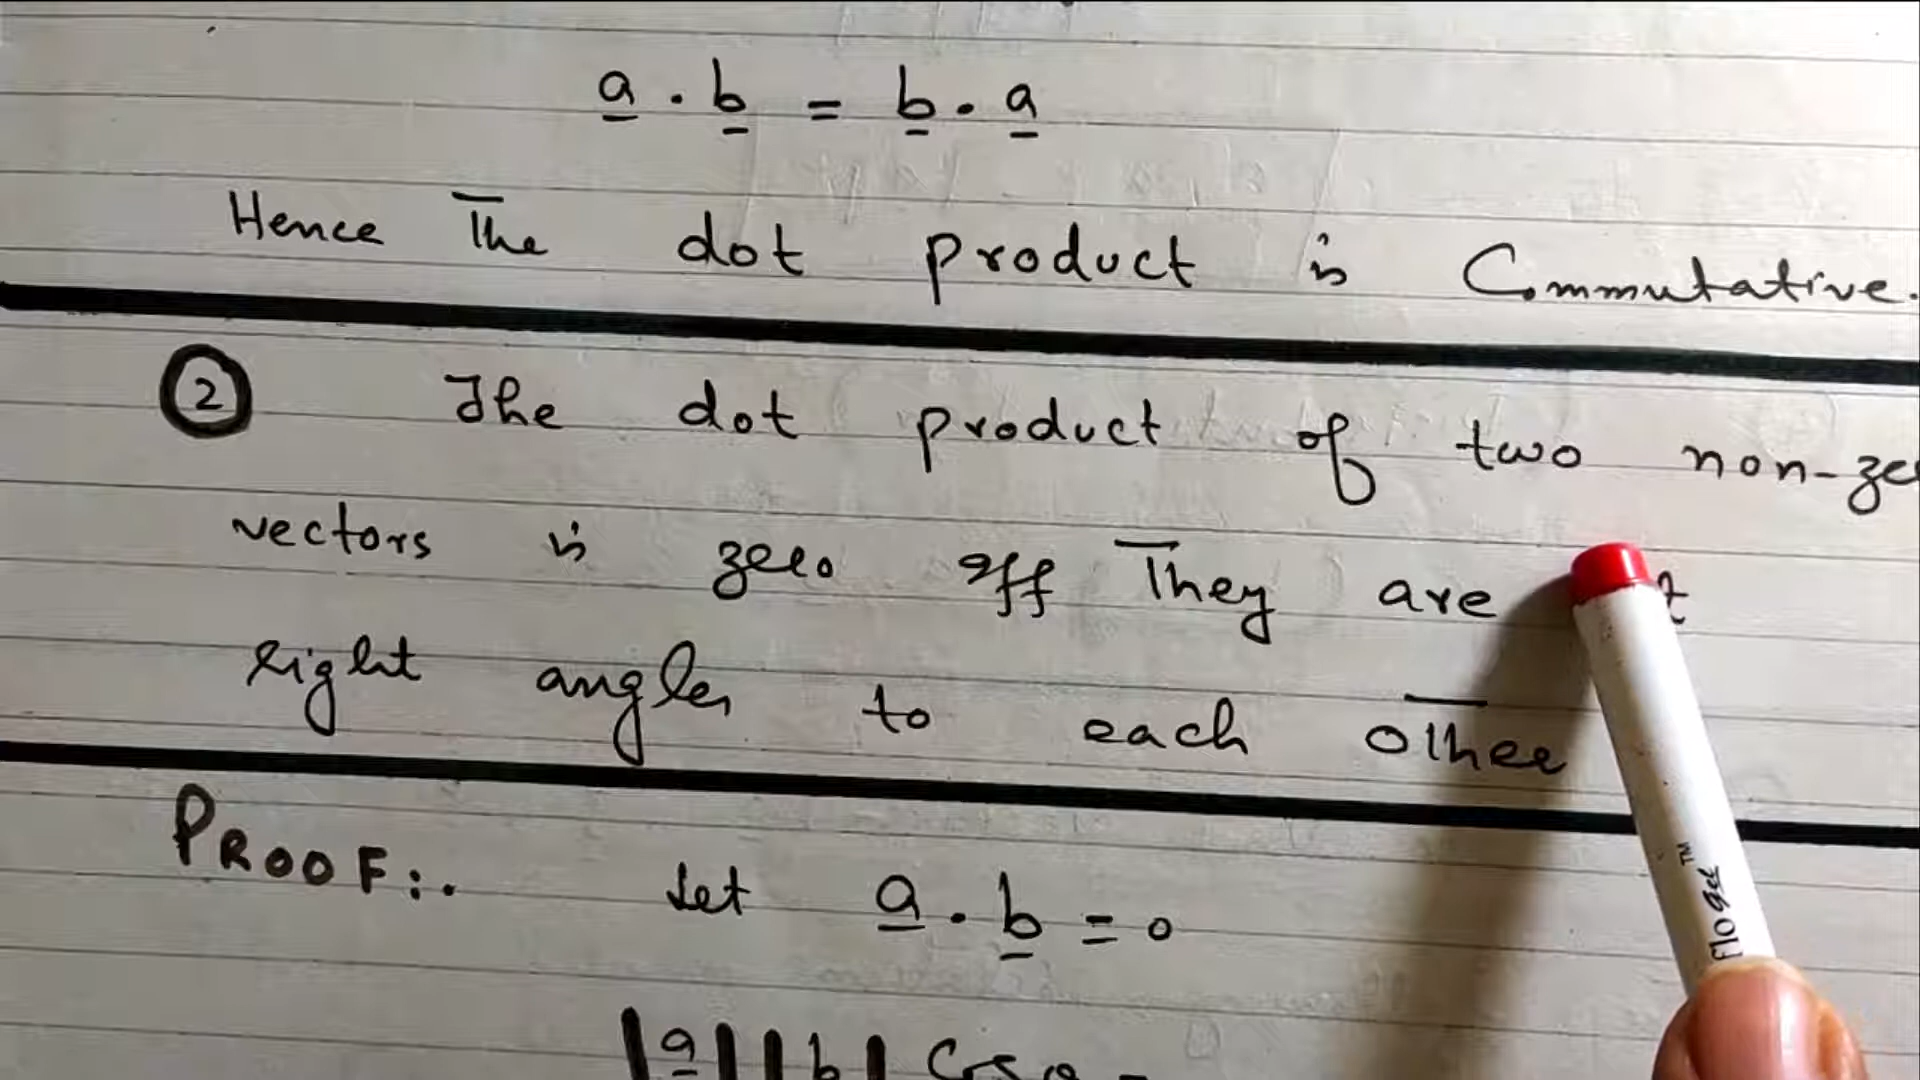 a . b = b . a
Hence The dot product is Commutative.
2 The dot product of two non-ze
vectors is zero iff They are
right angles to each other
PROOF:. Let a . b = 0
|a| |b| Cos